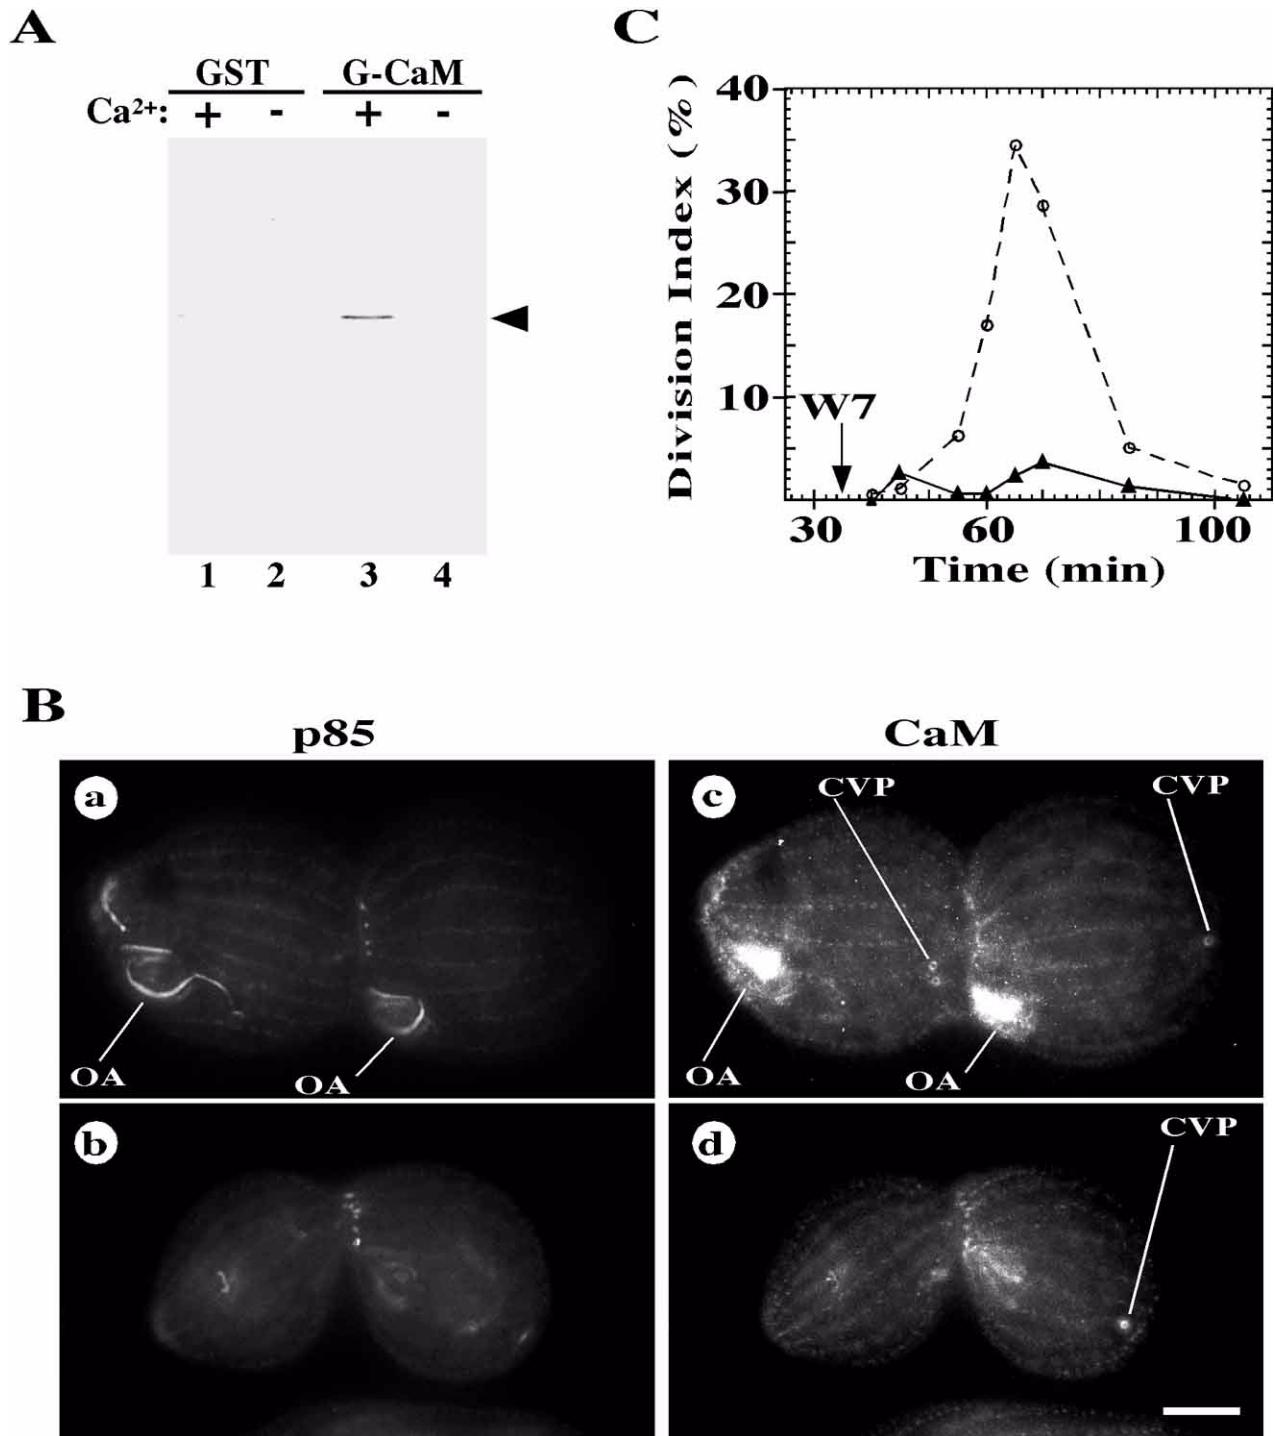 A
GST G-CaM
Ca²⁺: + - + -
1 2 3 4
C
Division Index (%)
40
30
20
10
W7
30 60 100
Time (min)
B
p85 CaM
a
OA
OA
c
CVP
CVP
OA
OA
b
d
CVP